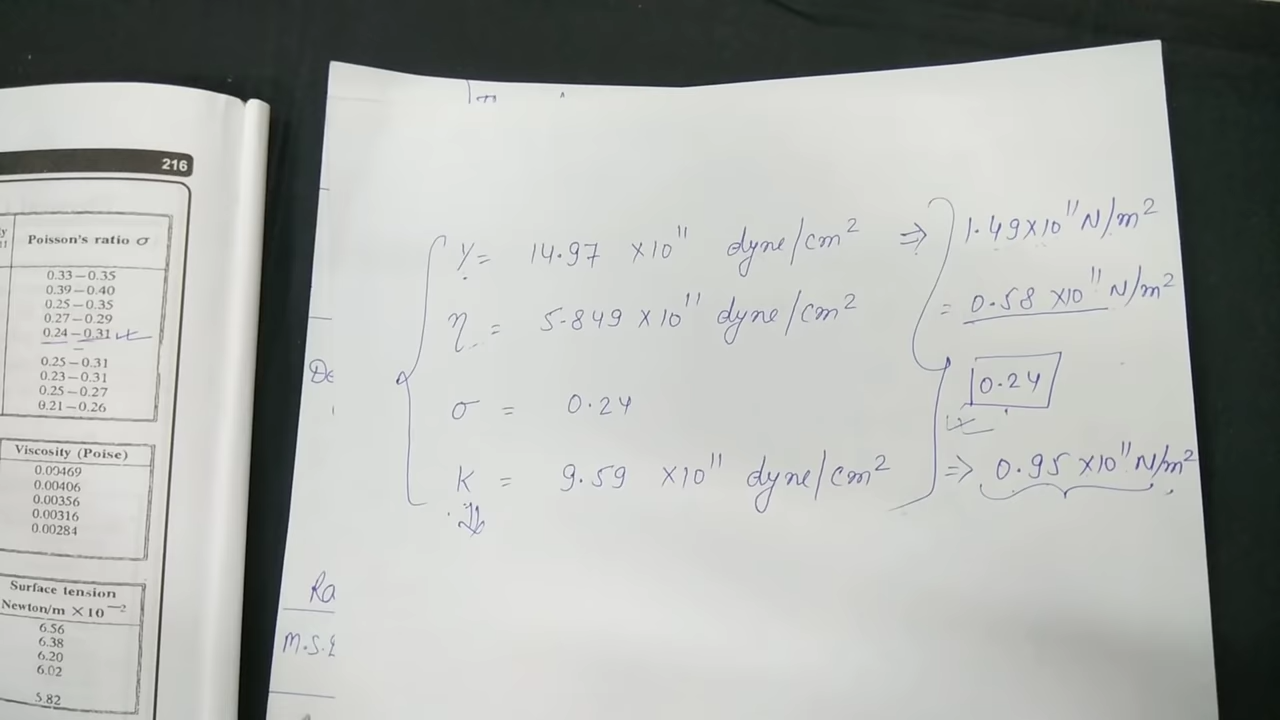 216
Poisson's ratio σ
0.33–0.35
0.39–0.40
0.25–0.35
0.27–0.29
0.24–0.31
0.25–0.31
0.23–0.31
0.25–0.27
0.21–0.26
Viscosity (Poise)
0.00469
0.00406
0.00356
0.00316
0.00284
Surface tension
Newton/m × 10⁻²
6.56
6.38
6.20
6.02
5.82
Y = 14.97 × 10¹¹ dyne/cm² ⇒ 1.49 × 10¹¹ N/m²
η = 5.849 × 10¹¹ dyne/cm² = 0.58 × 10¹¹ N/m²
σ = 0.24 0.24
K = 9.59 × 10¹¹ dyne/cm² ⇒ 0.95 × 10¹¹ N/m²
Ra
M.S.